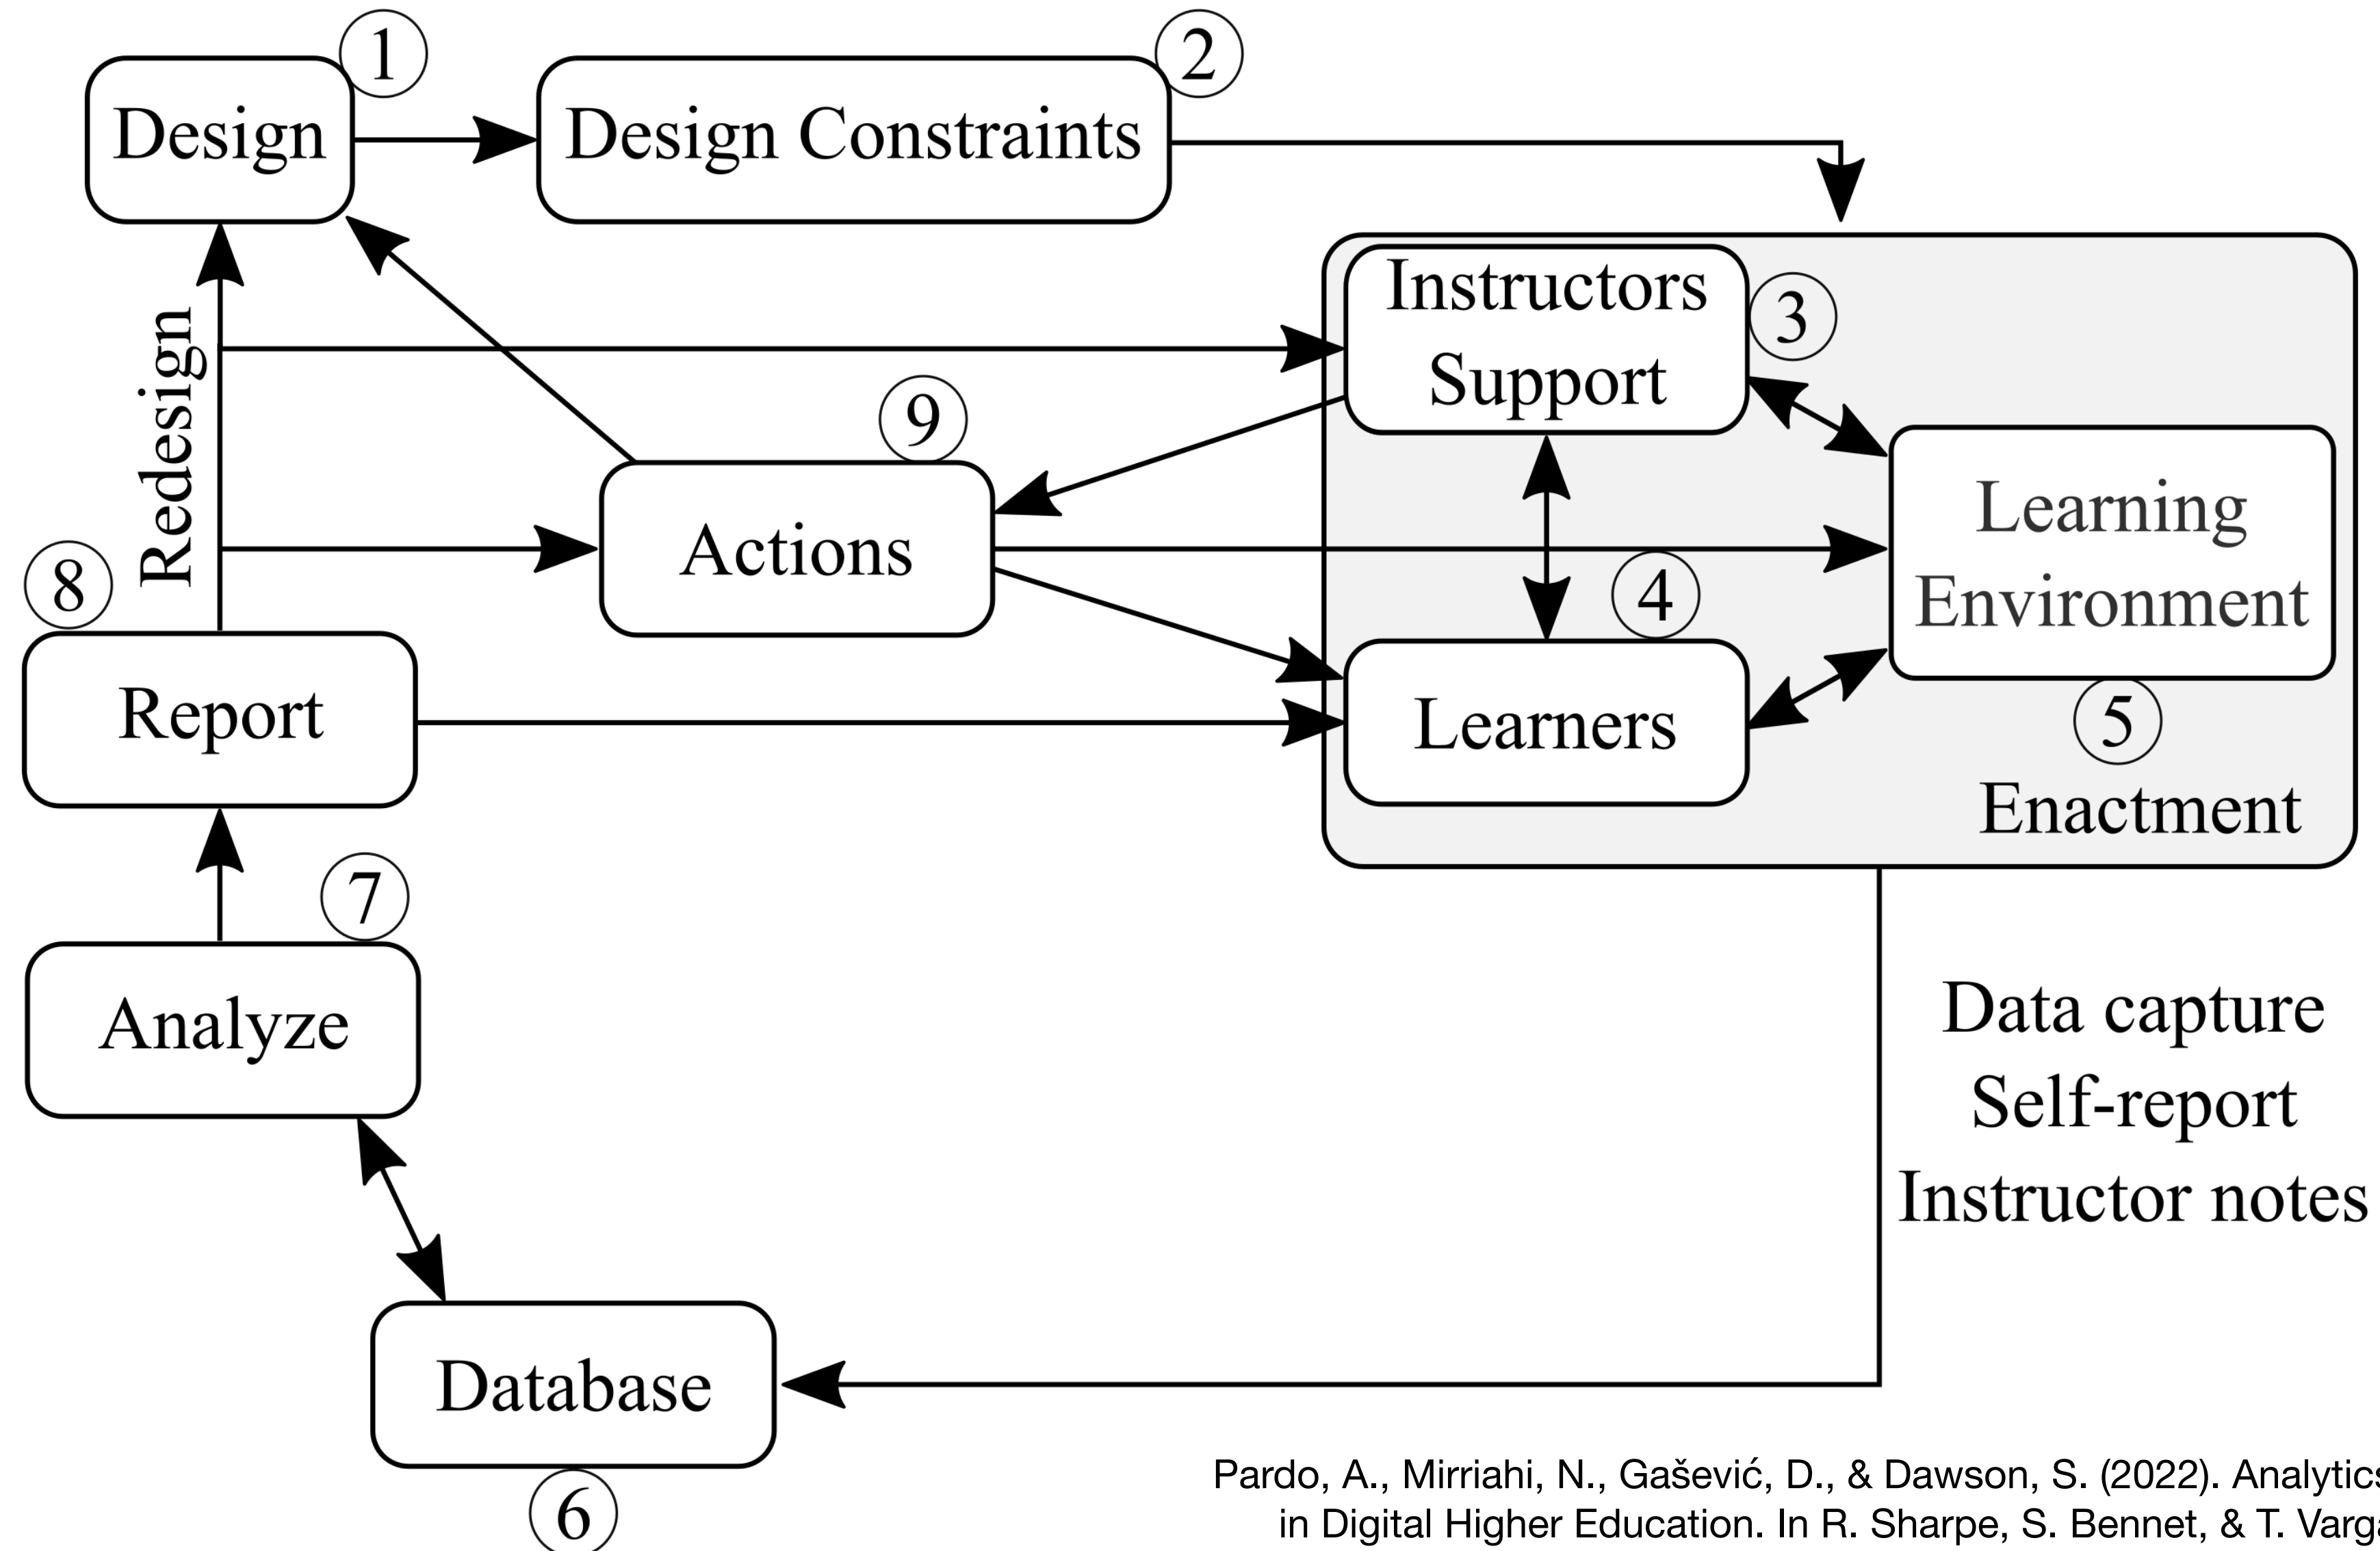 ①
Design
②
Design Constraints
Instructors
Support
③
Redesign
⑨
Actions
Learning
Environment
④
⑧
Report
Learners
⑤
Enactment
⑦
Analyze
Data capture
Self-report
Instructor notes
Database
⑥
Pardo, A., Mirriahi, N., Gašević, D., & Dawson, S. (2022). Analytics
in Digital Higher Education. In R. Sharpe, S. Bennet, & T. Varga